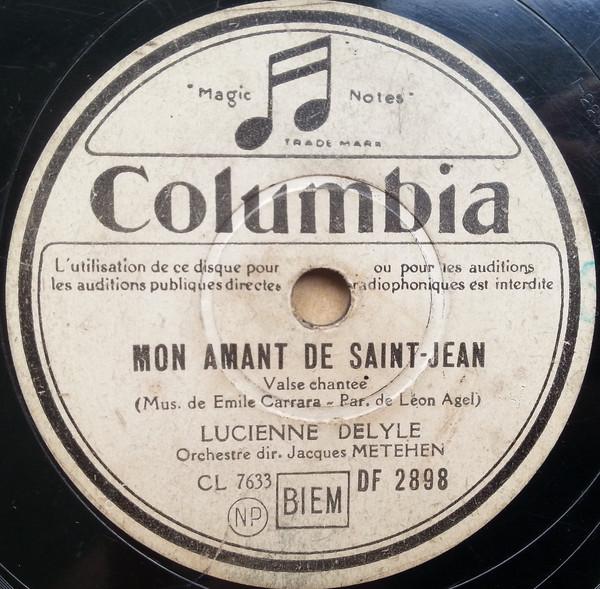 "Magic Notes"
TRADE MARK
Columbia
L'utilisation de ce disque pour ou pour les auditions
les auditions publiques directes radiophoniques est interdite
MON AMANT DE SAINT-JEAN
Valse chantée
(Mus. de Emile Carrara - Par. de Léon Agel)
LUCIENNE DELYLE
Orchestre dir. Jacques METEHEN
CL 7633 BIEM DF 2898
NP